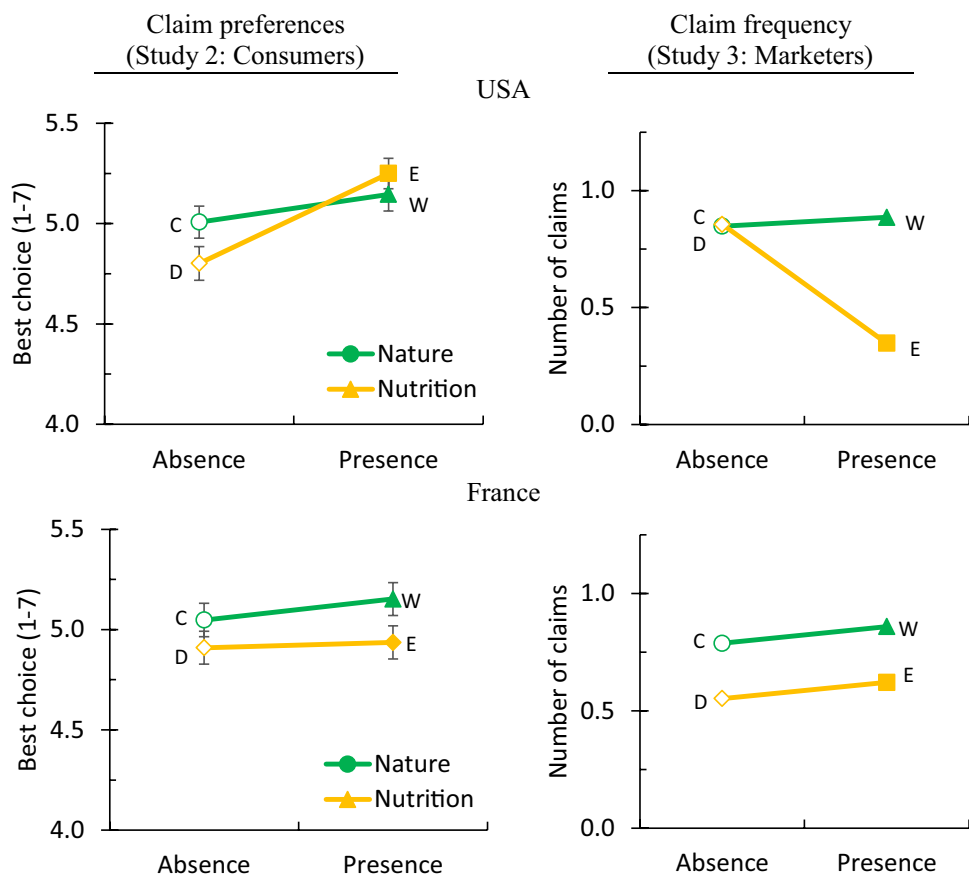 Claim preferences
(Study 2: Consumers)
Claim frequency
(Study 3: Marketers)
USA
Best choice (1-7)
5.5
5.0
4.5
4.0
C
D
E
W
Nature
Nutrition
Absence
Presence
Number of claims
1.0
0.5
0.0
C
D
W
E
Absence
Presence
France
Best choice (1-7)
5.5
5.0
4.5
4.0
C
D
W
E
Nature
Nutrition
Absence
Presence
Number of claims
1.0
0.5
0.0
C
D
W
E
Absence
Presence